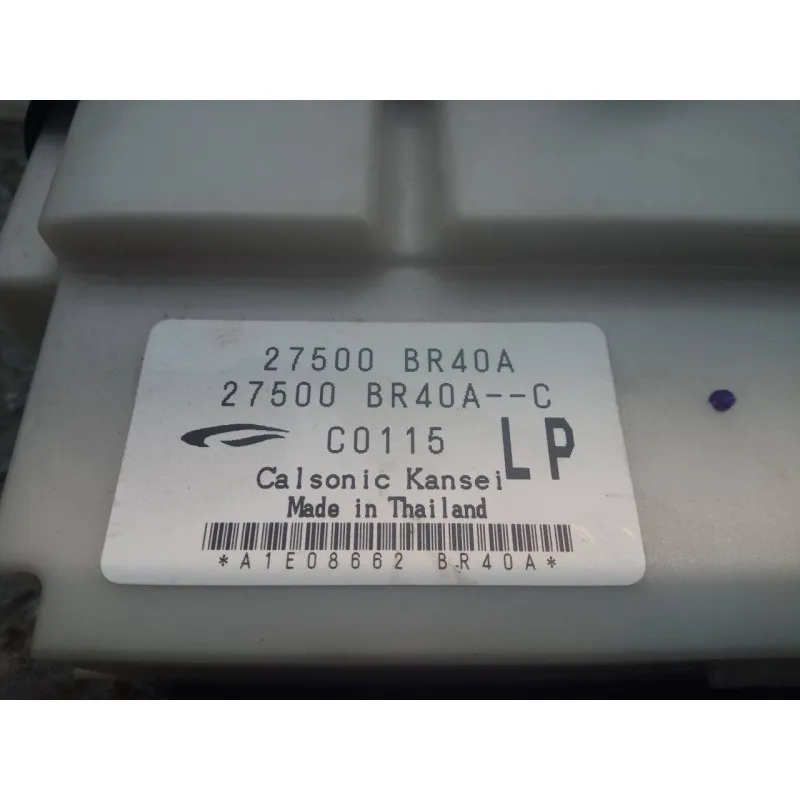 27500 BR40A
27500 BR40A--C
C0115 LP
Calsonic Kansei
Made in Thailand
*A1E08662 BR40A*